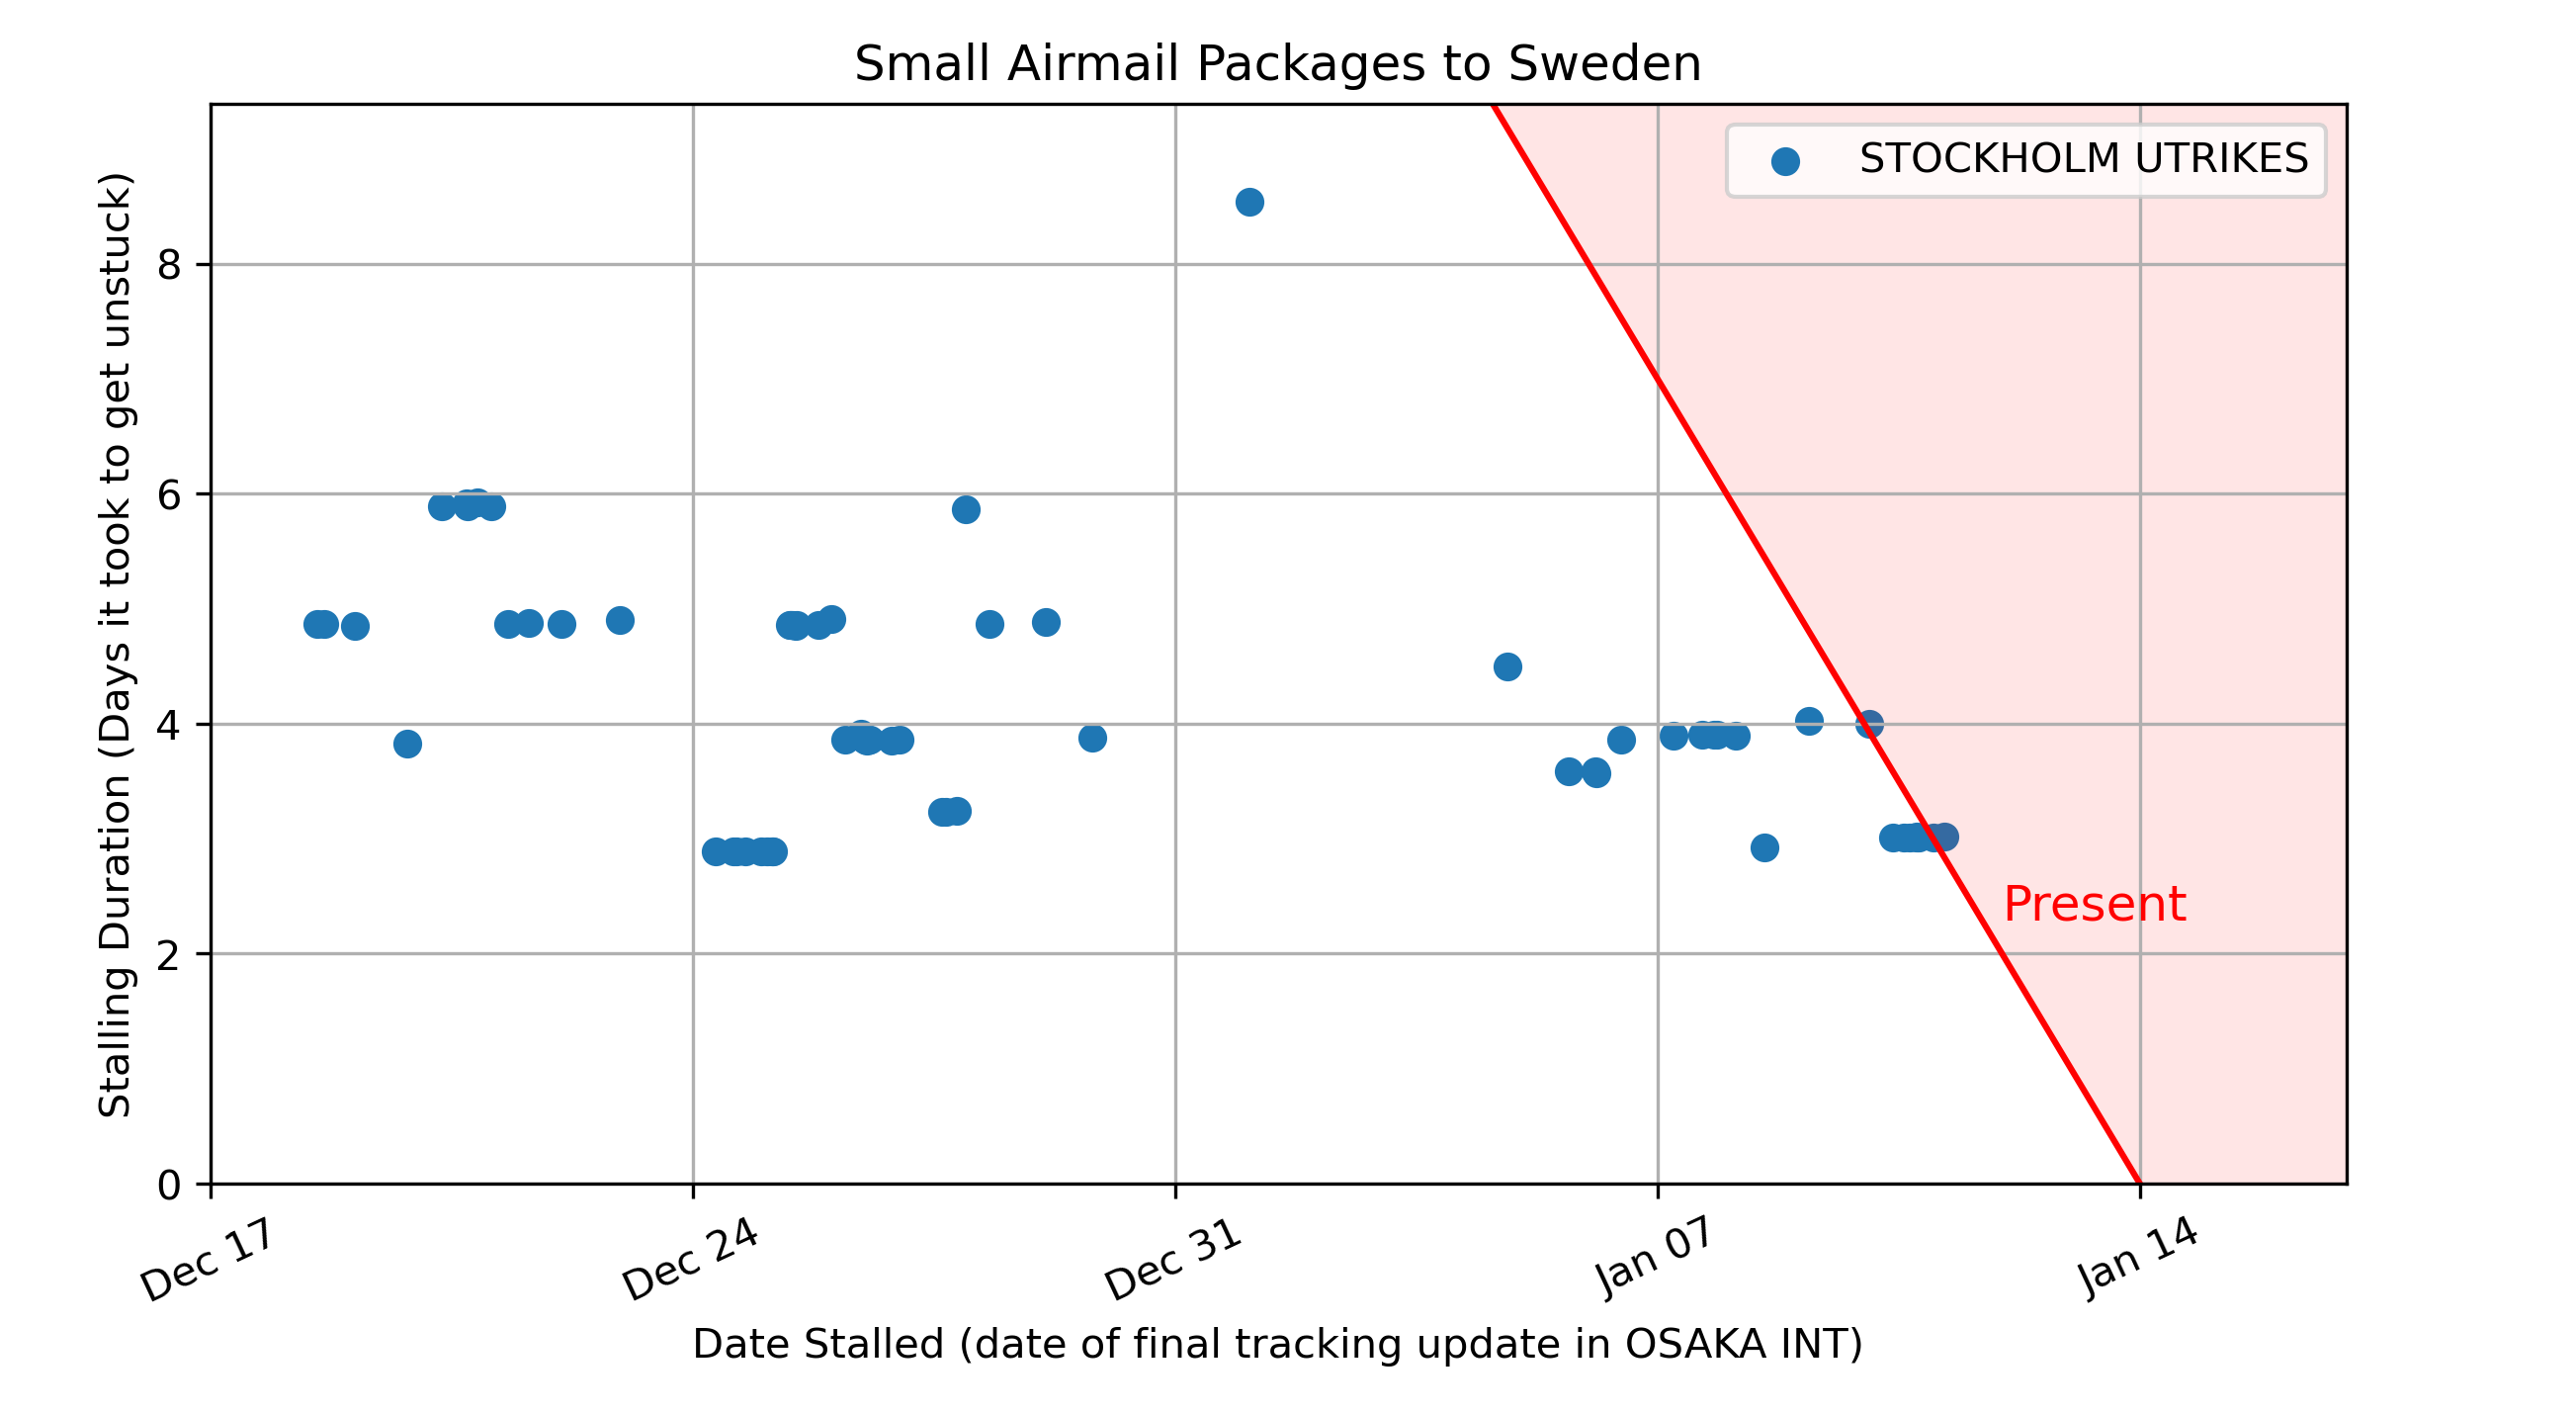 Small Airmail Packages to Sweden
STOCKHOLM UTRIKES
Stalling Duration (Days it took to get unstuck)
8
6
4
2
0
Present
Dec 17
Dec 24
Dec 31
Jan 07
Jan 14
Date Stalled (date of final tracking update in OSAKA INT)